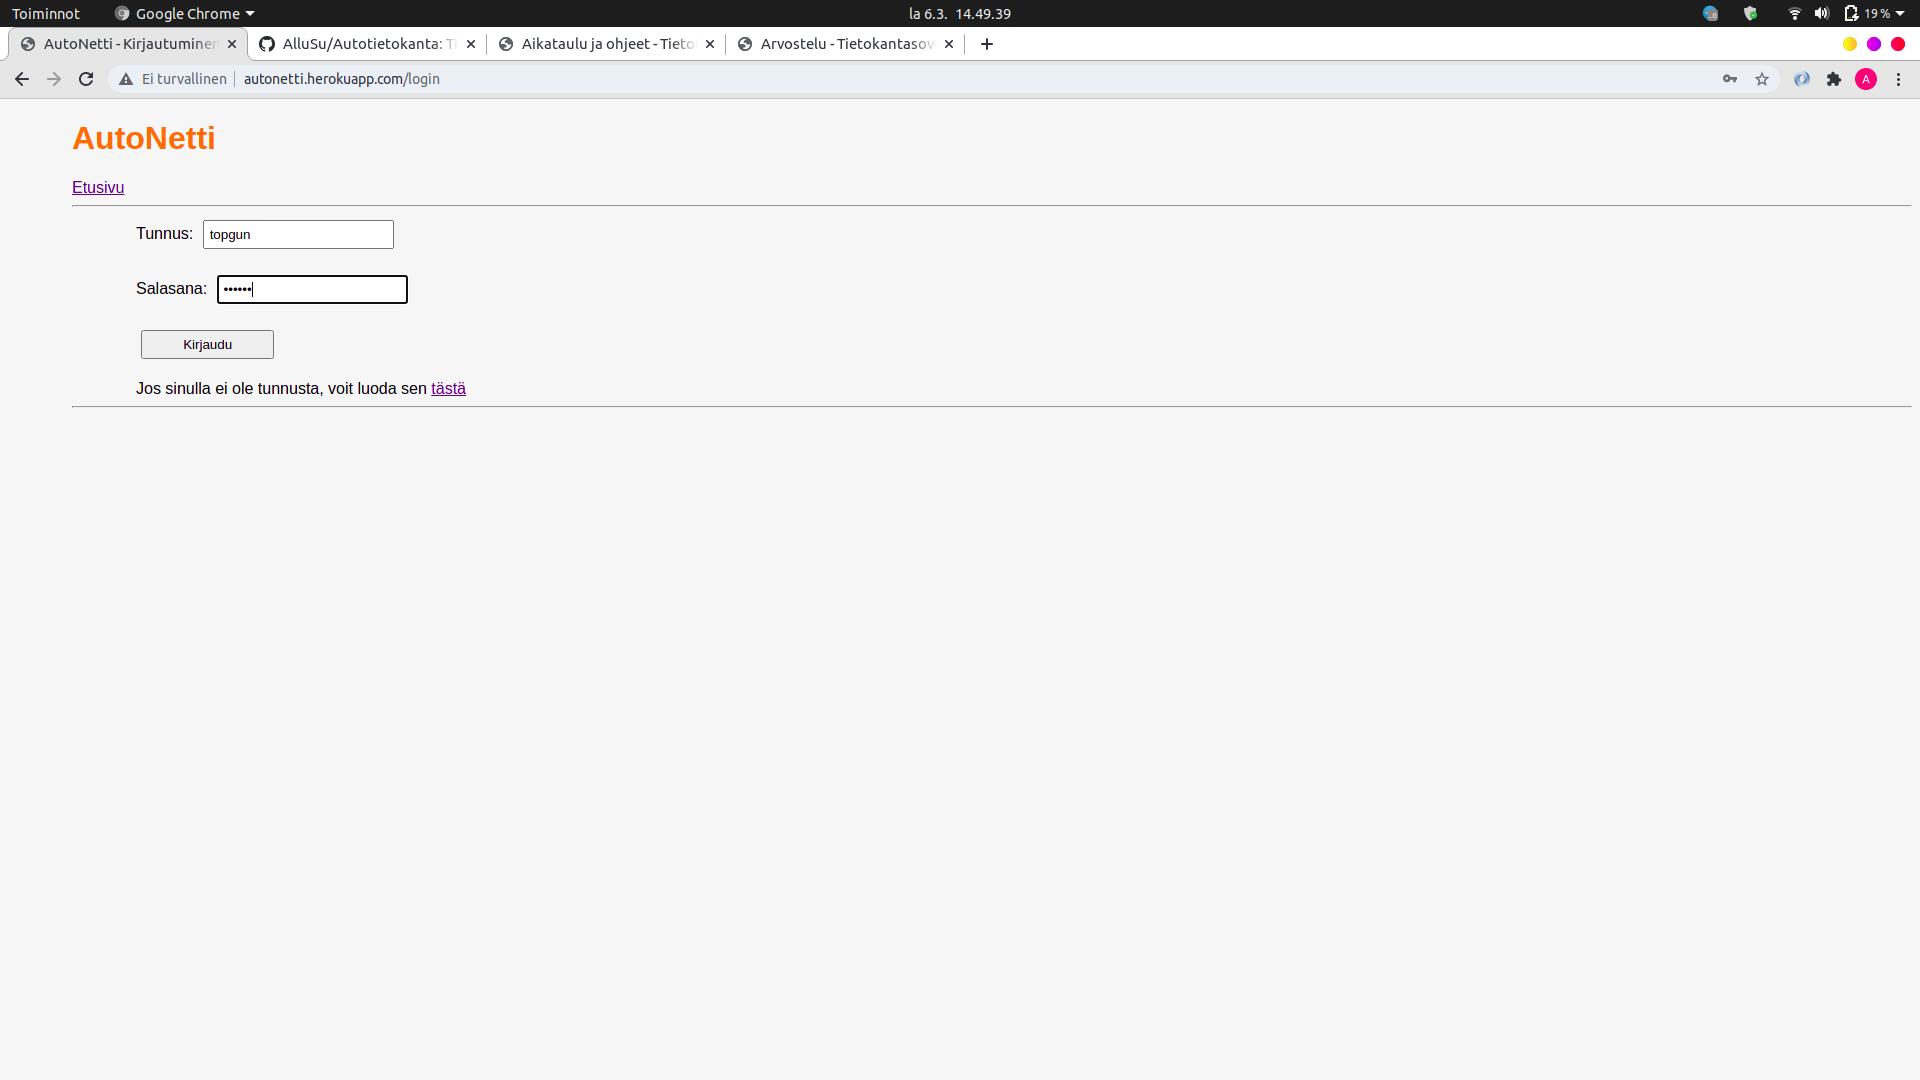 Toiminnot Google Chrome la 6.3. 14.49.39 19 %
AutoNetti - Kirjautuminen AlluSu/Autotietokanta: Ti Aikataulu ja ohjeet - Tieto Arvostelu - Tietokantasov
Ei turvallinen autonetti.herokuapp.com/login A
AutoNetti
Etusivu
Tunnus: topgun
Salasana: ••••••
Kirjaudu
Jos sinulla ei ole tunnusta, voit luoda sen tästä